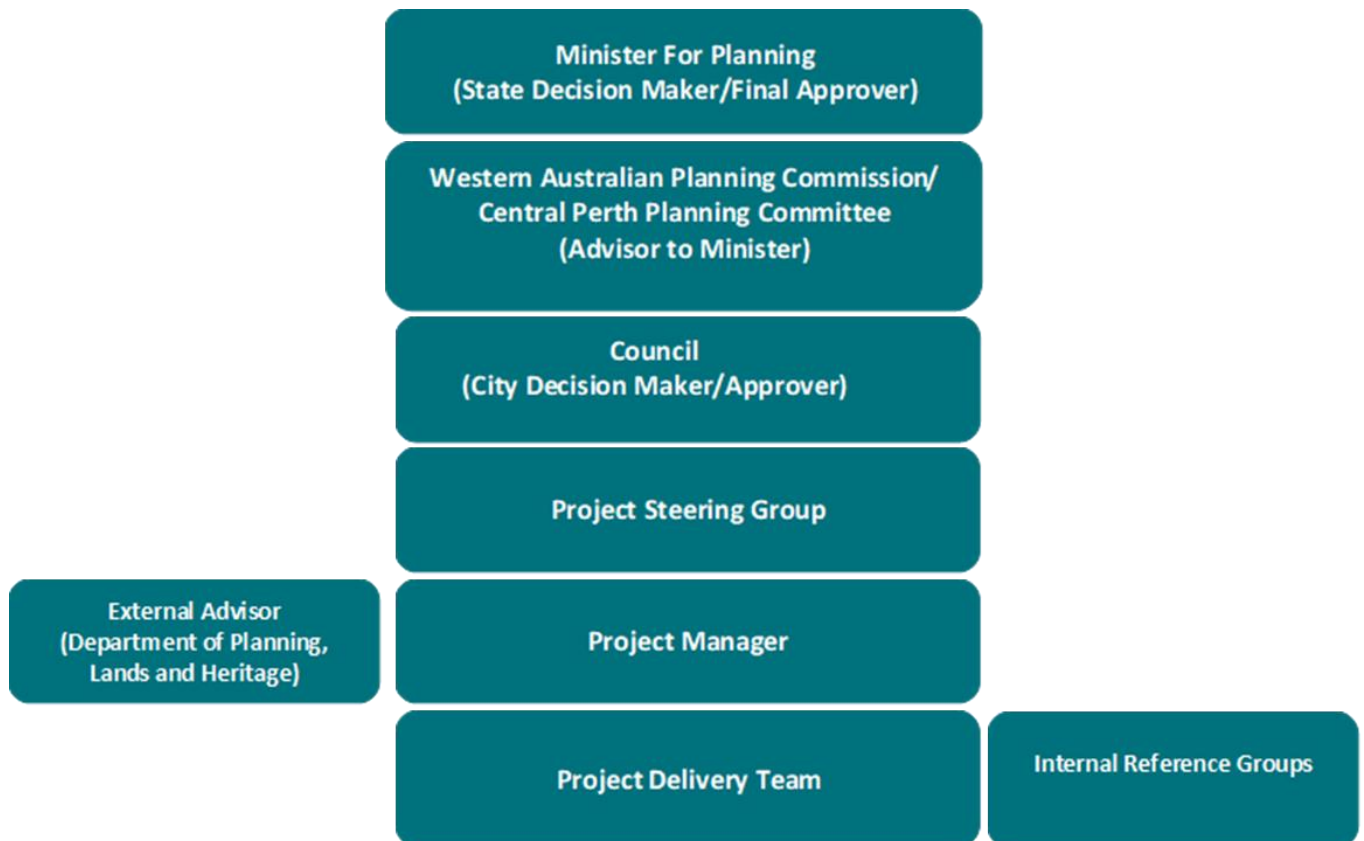 Minister For Planning
(State Decision Maker/Final Approver)
Western Australian Planning Commission/
Central Perth Planning Committee
(Advisor to Minister)
Council
(City Decision Maker/Approver)
Project Steering Group
External Advisor
(Department of Planning,
Lands and Heritage)
Project Manager
Project Delivery Team
Internal Reference Groups